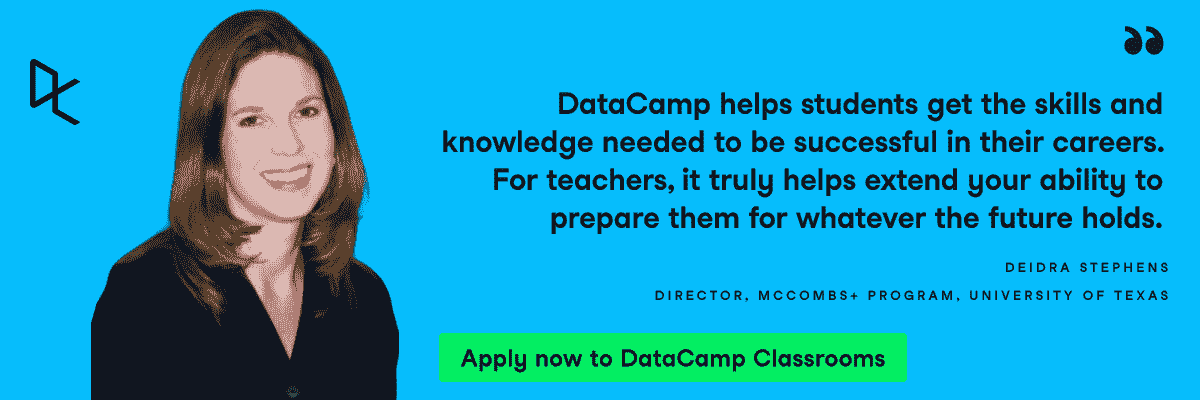 DataCamp helps students get the skills and
knowledge needed to be successful in their careers.
For teachers, it truly helps extend your ability to
prepare them for whatever the future holds.
DEIDRA STEPHENS
DIRECTOR, MCCOMBS+ PROGRAM, UNIVERSITY OF TEXAS
Apply now to DataCamp Classrooms